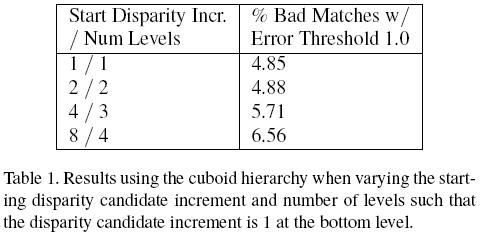 Start Disparity Incr. % Bad Matches w/
/ Num Levels Error Threshold 1.0
1 / 1 4.85
2 / 2 4.88
4 / 3 5.71
8 / 4 6.56
Table 1. Results using the cuboid hierarchy when varying the start-
ing disparity candidate increment and number of levels such that
the disparity candidate increment is 1 at the bottom level.